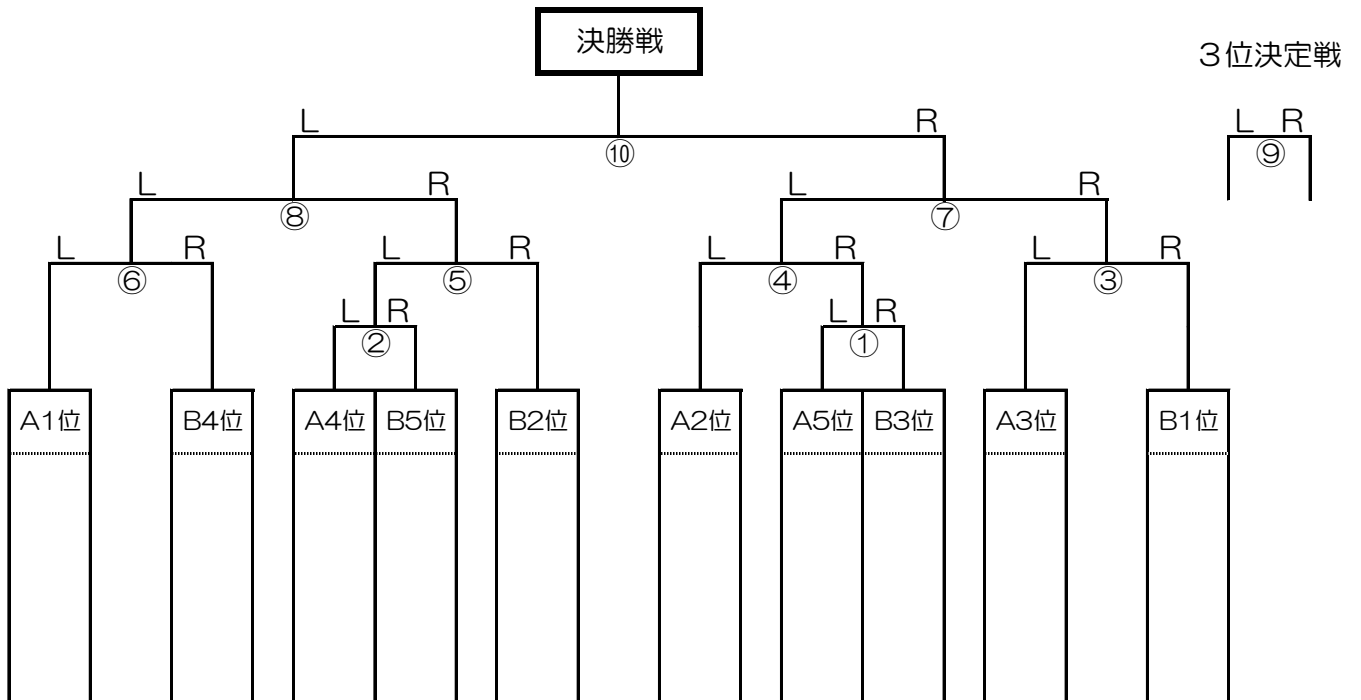 決勝戦
3位決定戦
L R
L R
⑩ ⑨
L R L R
⑧ ⑦
L R L R L R L R
⑥ ⑤ ④ ③
L R L R
② ①
A1位 B4位 A4位 B5位 B2位 A2位 A5位 B3位 A3位 B1位